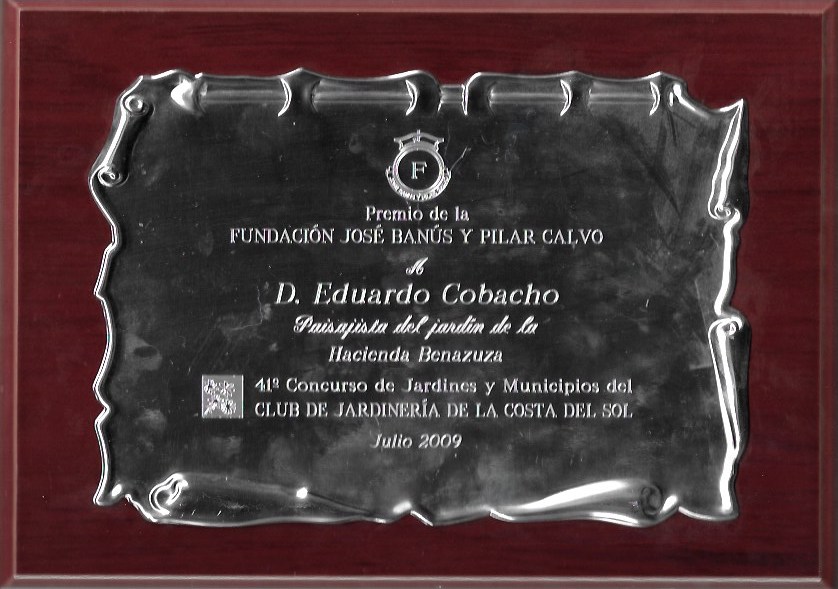 F
Premio de la
FUNDACIÓN JOSÉ BANÚS Y PILAR CALVO
A
D. Eduardo Cobacho
Paisajista del jardín de la
Hacienda Benazuza
41º Concurso de Jardines y Municipios del
CLUB DE JARDINERÍA DE LA COSTA DEL SOL
Julio 2009